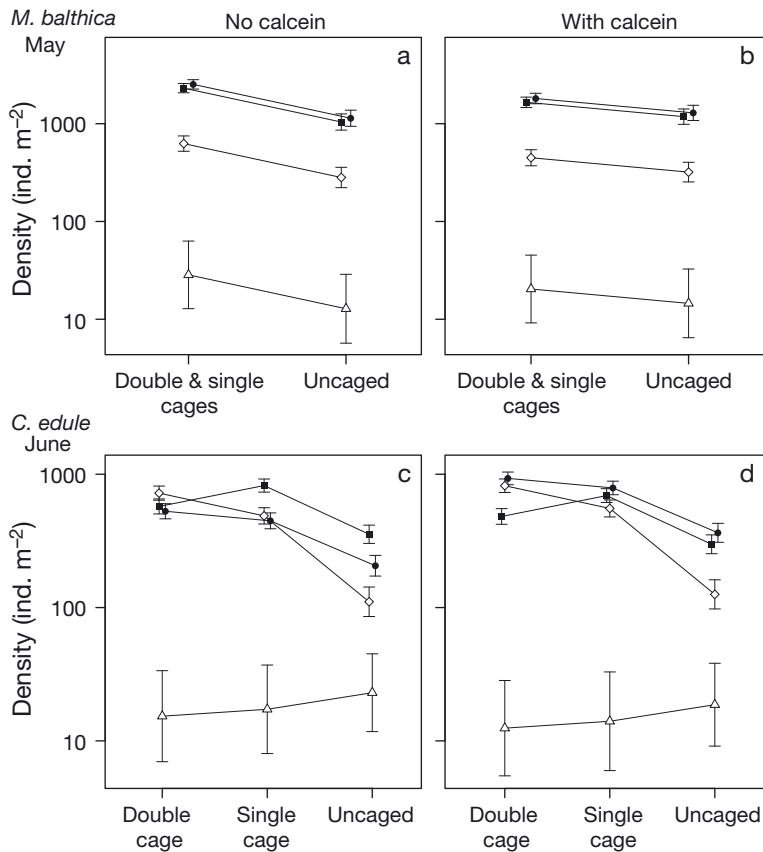 M. balthica
May
No calcein
With calcein
a
b
Density (ind. m⁻²)
1000
100
10
Double & single
cages
Uncaged
Double & single
cages
Uncaged
C. edule
June
c
d
Density (ind. m⁻²)
1000
100
10
Double
cage
Single
cage
Uncaged
Double
cage
Single
cage
Uncaged